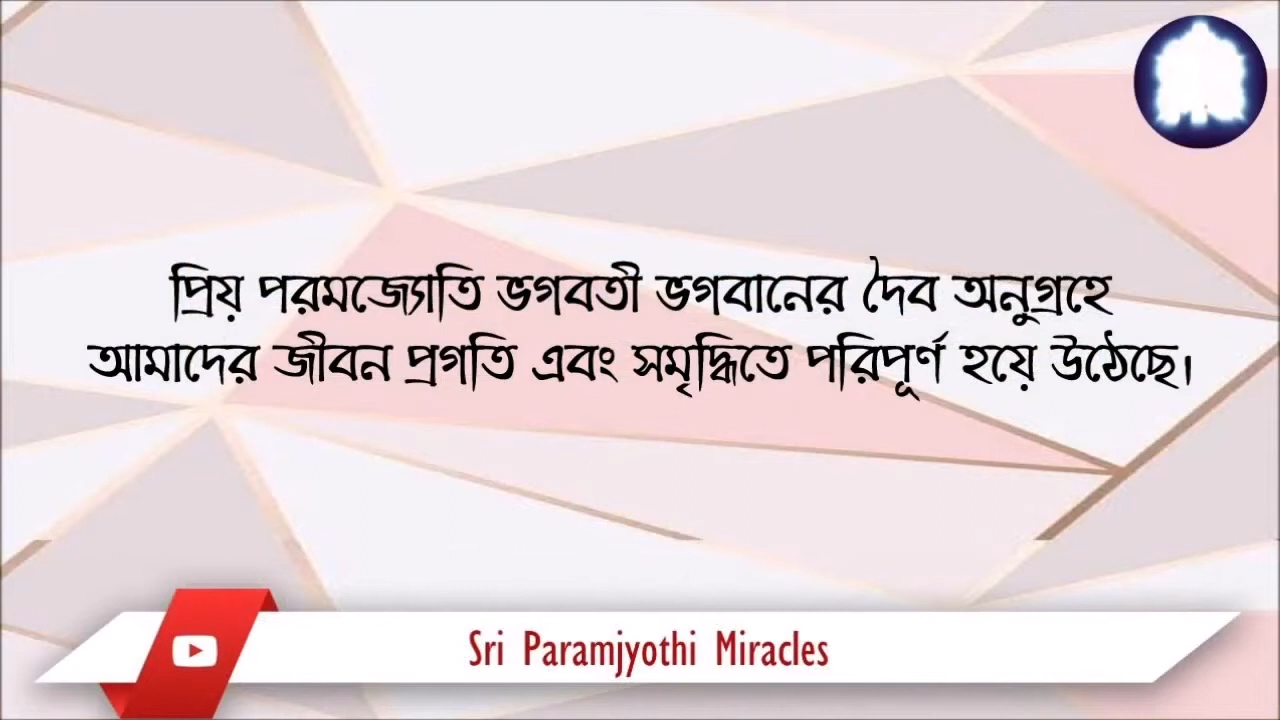 প্রিয় পরমজ্যোতি ভগবতী ভগবানের দৈব অনুগ্রহে
আমাদের জীবন প্রগতি এবং সমৃদ্ধিতে পরিপূর্ণ হয়ে উঠেছে।
Sri Paramjyothi Miracles